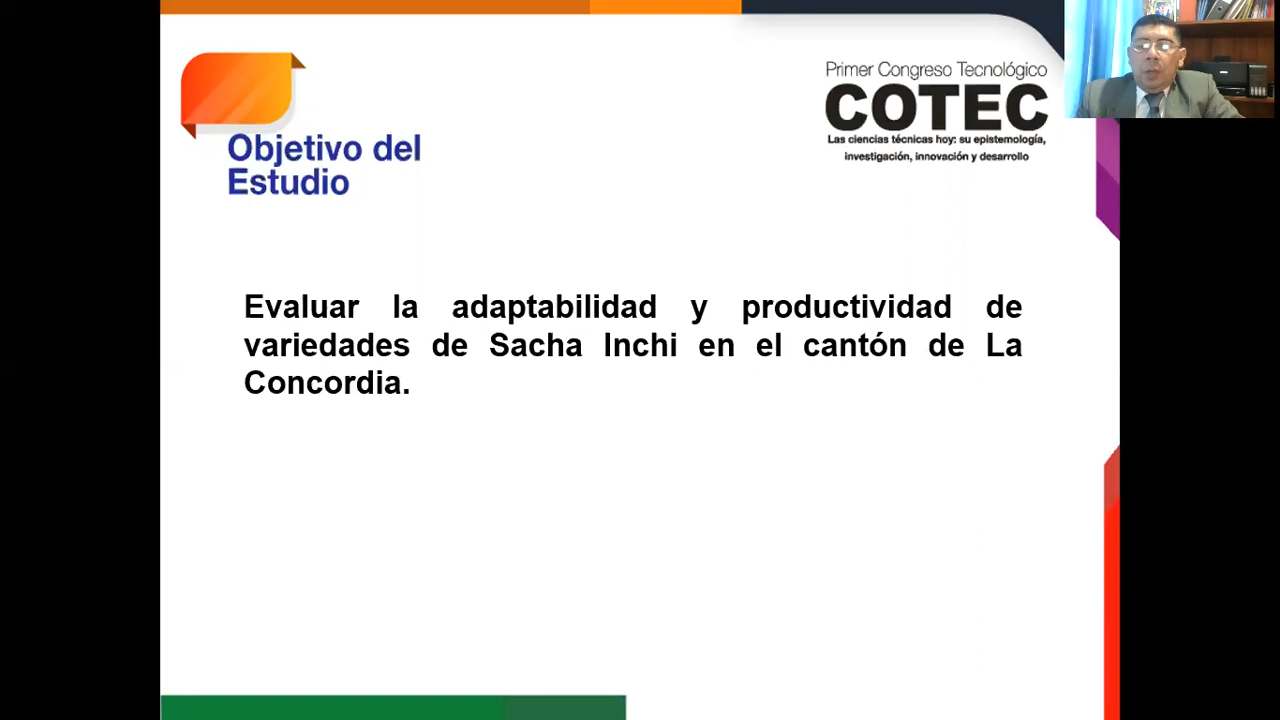 Primer Congreso Tecnológico
COTEC
Las ciencias técnicas hoy: su epistemología,
investigación, innovación y desarrollo
Objetivo del
Estudio
Evaluar la adaptabilidad y productividad de
variedades de Sacha Inchi en el cantón de La
Concordia.